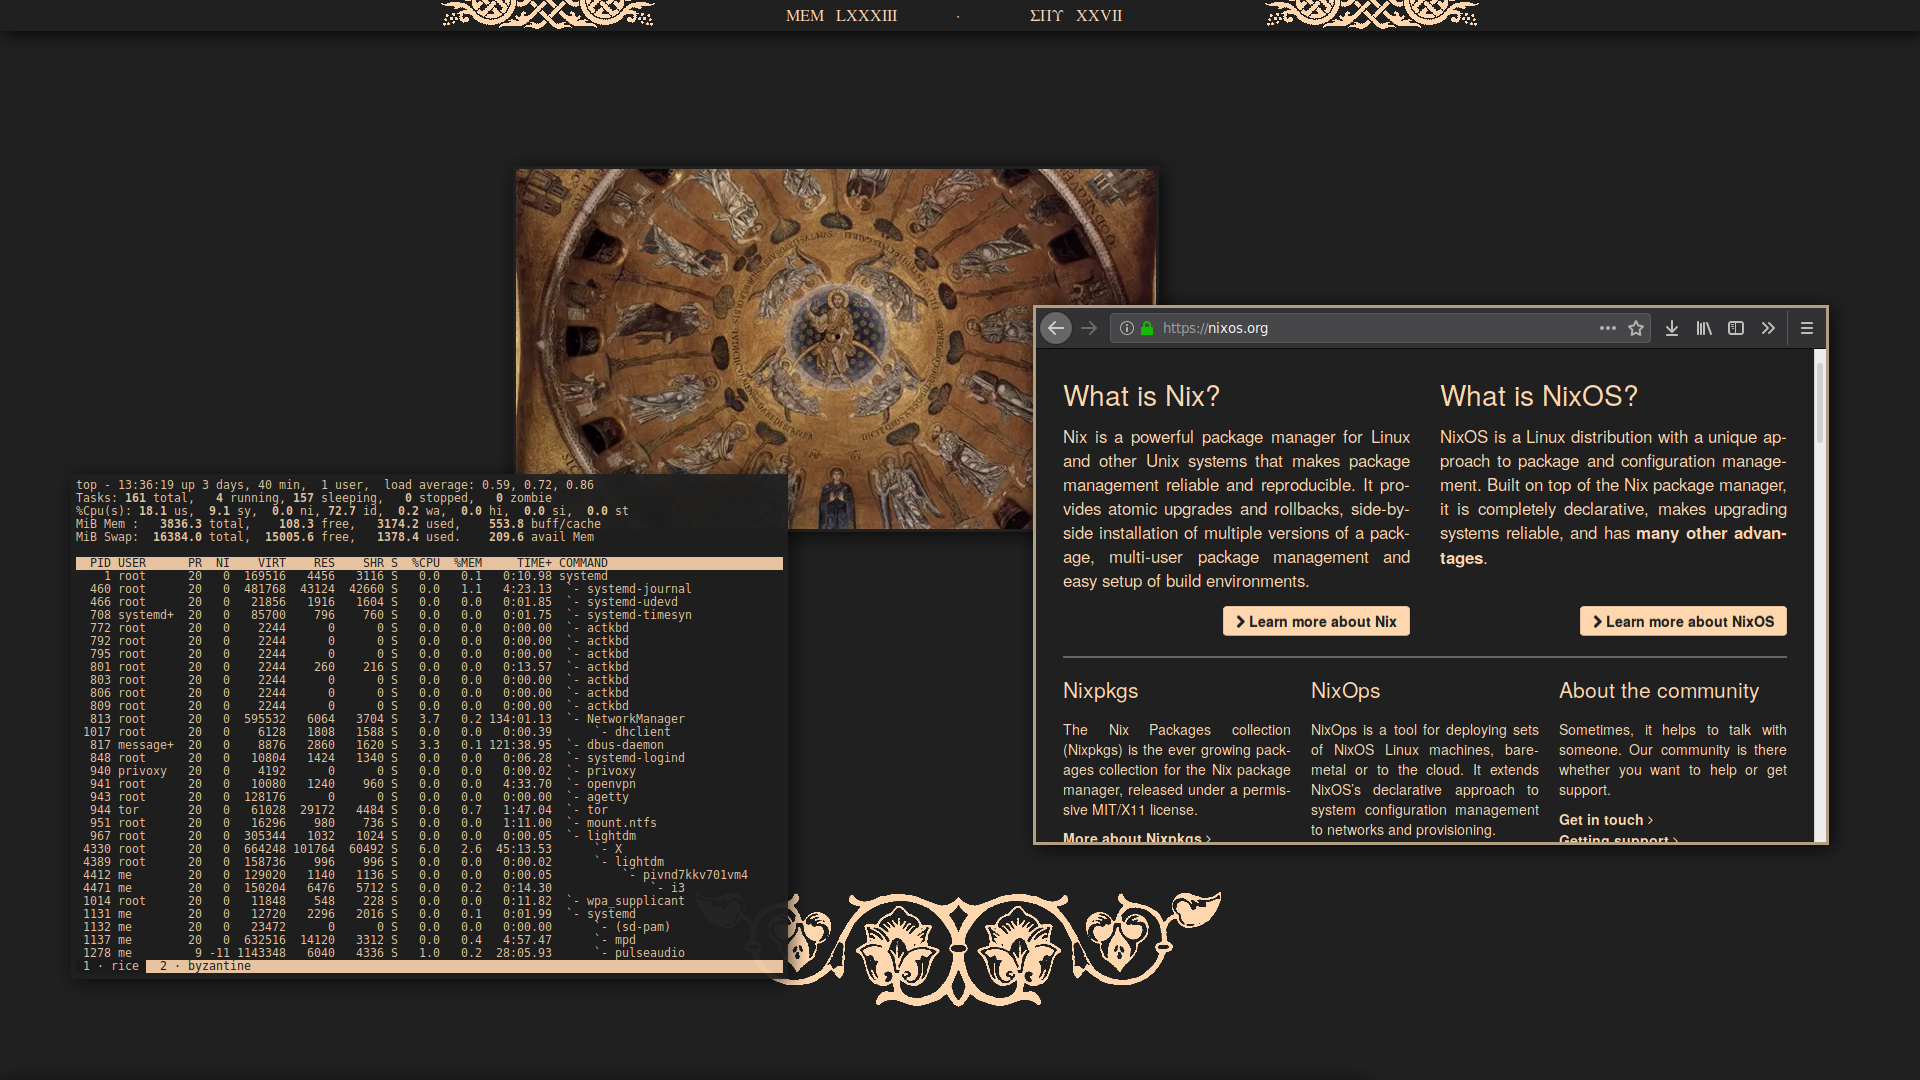 MEM LXXXIII · ΣΠΥ XXVII
top - 13:36:19 up 3 days, 40 min, 1 user, load average: 0.59, 0.72, 0.86
Tasks: 161 total, 4 running, 157 sleeping, 0 stopped, 0 zombie
%Cpu(s): 18.1 us, 9.1 sy, 0.0 ni, 72.7 id, 0.2 wa, 0.0 hi, 0.0 si, 0.0 st
MiB Mem : 3836.3 total, 108.3 free, 3174.2 used, 553.8 buff/cache
MiB Swap: 16384.0 total, 15005.6 free, 1378.4 used. 209.6 avail Mem
PID USER PR NI VIRT RES SHR S %CPU %MEM TIME+ COMMAND
1 root 20 0 169516 4456 3116 S 0.0 0.1 0:10.98 systemd
460 root 20 0 481768 43124 42660 S 0.0 1.1 4:23.13 `- systemd-journal
466 root 20 0 21856 1916 1604 S 0.0 0.0 0:01.85 `- systemd-udevd
708 systemd+ 20 0 85700 796 760 S 0.0 0.0 0:01.75 `- systemd-timesyn
772 root 20 0 2244 0 0 S 0.0 0.0 0:00.00 `- actkbd
792 root 20 0 2244 0 0 S 0.0 0.0 0:00.00 `- actkbd
795 root 20 0 2244 0 0 S 0.0 0.0 0:00.00 `- actkbd
801 root 20 0 2244 260 216 S 0.0 0.0 0:13.57 `- actkbd
803 root 20 0 2244 0 0 S 0.0 0.0 0:00.00 `- actkbd
806 root 20 0 2244 0 0 S 0.0 0.0 0:00.00 `- actkbd
809 root 20 0 2244 0 0 S 0.0 0.0 0:00.00 `- actkbd
813 root 20 0 595532 6064 3704 S 3.7 0.2 134:01.13 `- NetworkManager
1017 root 20 0 6128 1808 1588 S 0.0 0.0 0:00.39 `- dhclient
817 message+ 20 0 8876 2860 1620 S 3.3 0.1 121:38.95 `- dbus-daemon
848 root 20 0 10804 1424 1340 S 0.0 0.0 0:06.28 `- systemd-logind
940 privoxy 20 0 4192 0 0 S 0.0 0.0 0:00.02 `- privoxy
941 root 20 0 10080 1240 960 S 0.0 0.0 4:33.70 `- openvpn
943 root 20 0 128176 0 0 S 0.0 0.0 0:00.00 `- agetty
944 tor 20 0 61028 29172 4484 S 0.0 0.7 1:47.04 `- tor
951 root 20 0 16296 980 736 S 0.0 0.0 1:11.00 `- mount.ntfs
967 root 20 0 305344 1032 1024 S 0.0 0.0 0:00.05 `- lightdm
4330 root 20 0 664248 101764 60492 S 6.0 2.6 45:13.53 `- X
4389 root 20 0 158736 996 996 S 0.0 0.0 0:00.02 `- lightdm
4412 me 20 0 129020 1140 1136 S 0.0 0.0 0:00.05 `- pivnd7kkv701vm4
4471 me 20 0 150204 6476 5712 S 0.0 0.2 0:14.30 `- i3
1014 root 20 0 11848 548 228 S 0.0 0.0 0:11.82 `- wpa_supplicant
1131 me 20 0 12720 2296 2016 S 0.0 0.1 0:01.99 `- systemd
1132 me 20 0 23472 0 0 S 0.0 0.0 0:00.00 `- (sd-pam)
1137 me 20 0 632516 14120 3312 S 0.0 0.4 4:57.47 `- mpd
1278 me 9 -11 1143348 6040 4336 S 1.0 0.2 28:05.93 `- pulseaudio
1 · rice 2 · byzantine
https://nixos.org
What is Nix?
Nix is a powerful package manager for Linux
and other Unix systems that makes package
management reliable and reproducible. It pro-
vides atomic upgrades and rollbacks, side-by-
side installation of multiple versions of a pack-
age, multi-user package management and
easy setup of build environments.
Learn more about Nix
What is NixOS?
NixOS is a Linux distribution with a unique ap-
proach to package and configuration manage-
ment. Built on top of the Nix package manager,
it is completely declarative, makes upgrading
systems reliable, and has many other advan-
tages.
Learn more about NixOS
Nixpkgs
The Nix Packages collection
(Nixpkgs) is the ever growing pack-
ages collection for the Nix package
manager, released under a permis-
sive MIT/X11 license.
More about Nixpkgs
NixOps
NixOps is a tool for deploying sets
of NixOS Linux machines, bare-
metal or to the cloud. It extends
NixOS's declarative approach to
system configuration management
to networks and provisioning.
About the community
Sometimes, it helps to talk with
someone. Our community is there
whether you want to help or get
support.
Get in touch
Getting support